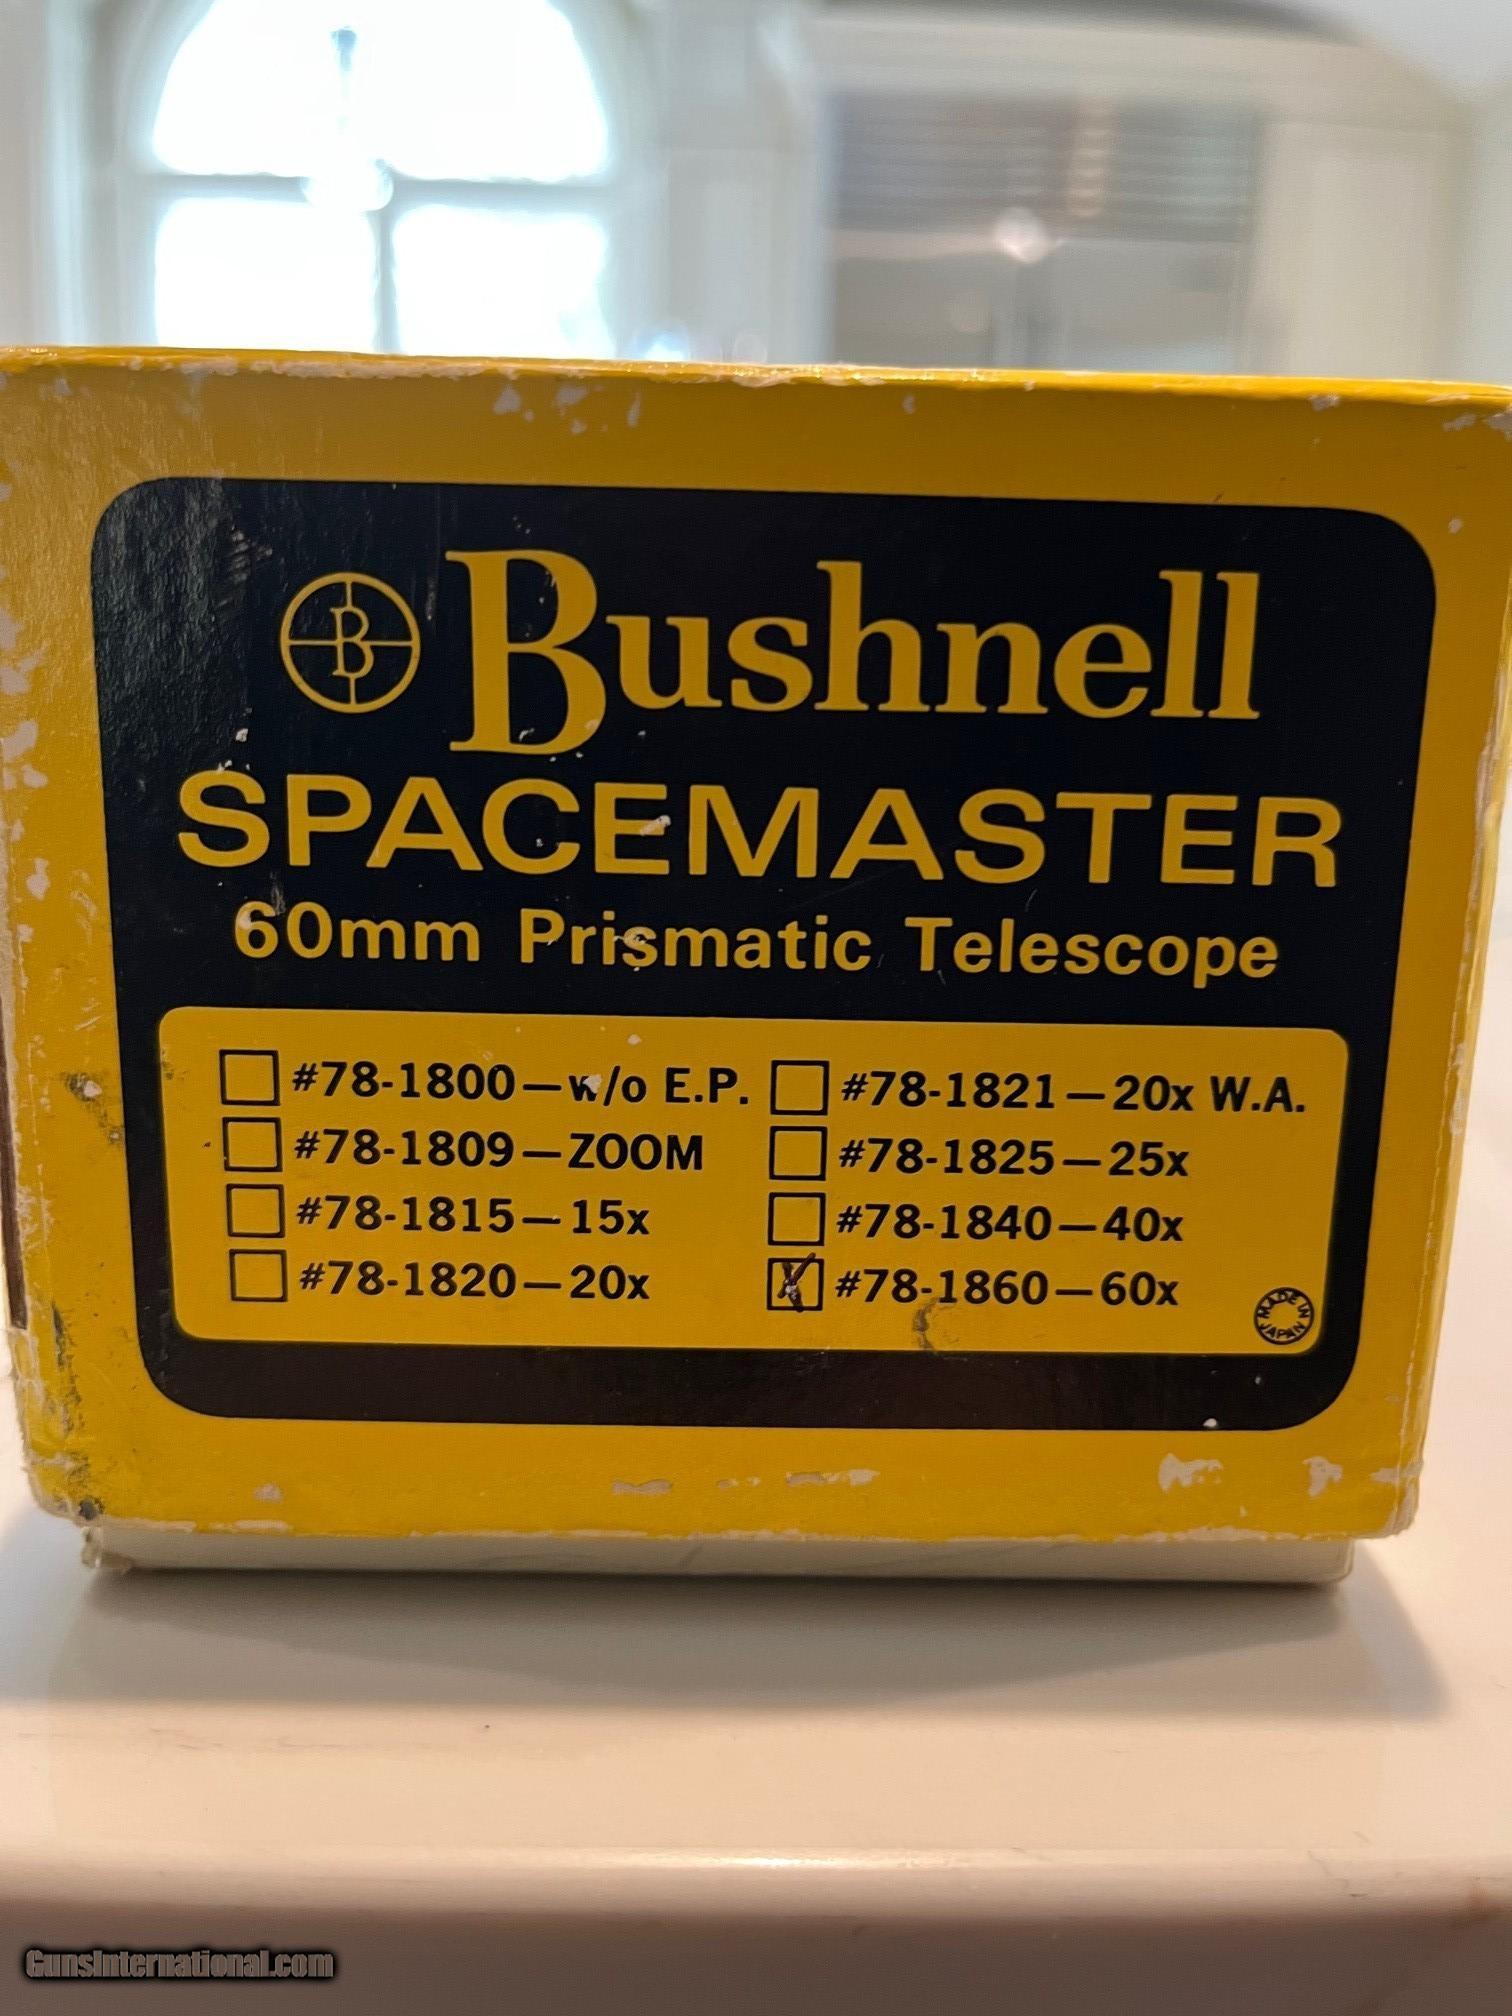 B Bushnell
SPACEMASTER
60mm Prismatic Telescope
#78-1800—w/o E.P.
#78-1809—ZOOM
#78-1815—15x
#78-1820—20x
#78-1821—20x W.A.
#78-1825—25x
#78-1840—40x
#78-1860—60x
MADE IN
JAPAN
GunsInternational.com